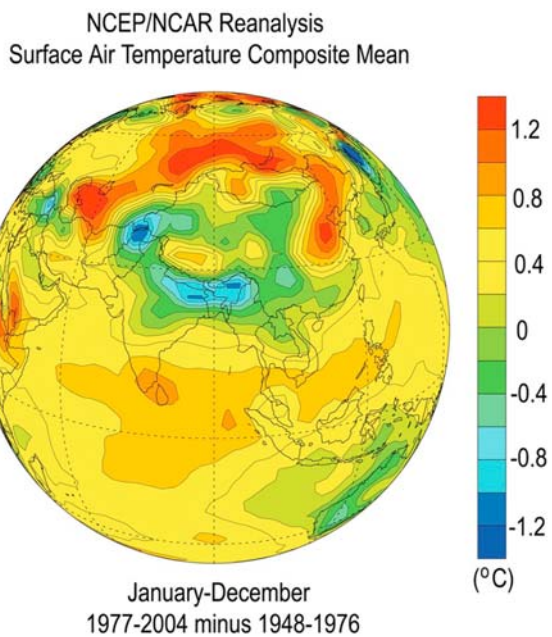 NCEP/NCAR Reanalysis
Surface Air Temperature Composite Mean
1.2
0.8
0.4
0
-0.4
-0.8
-1.2
(°C)
January-December
1977-2004 minus 1948-1976